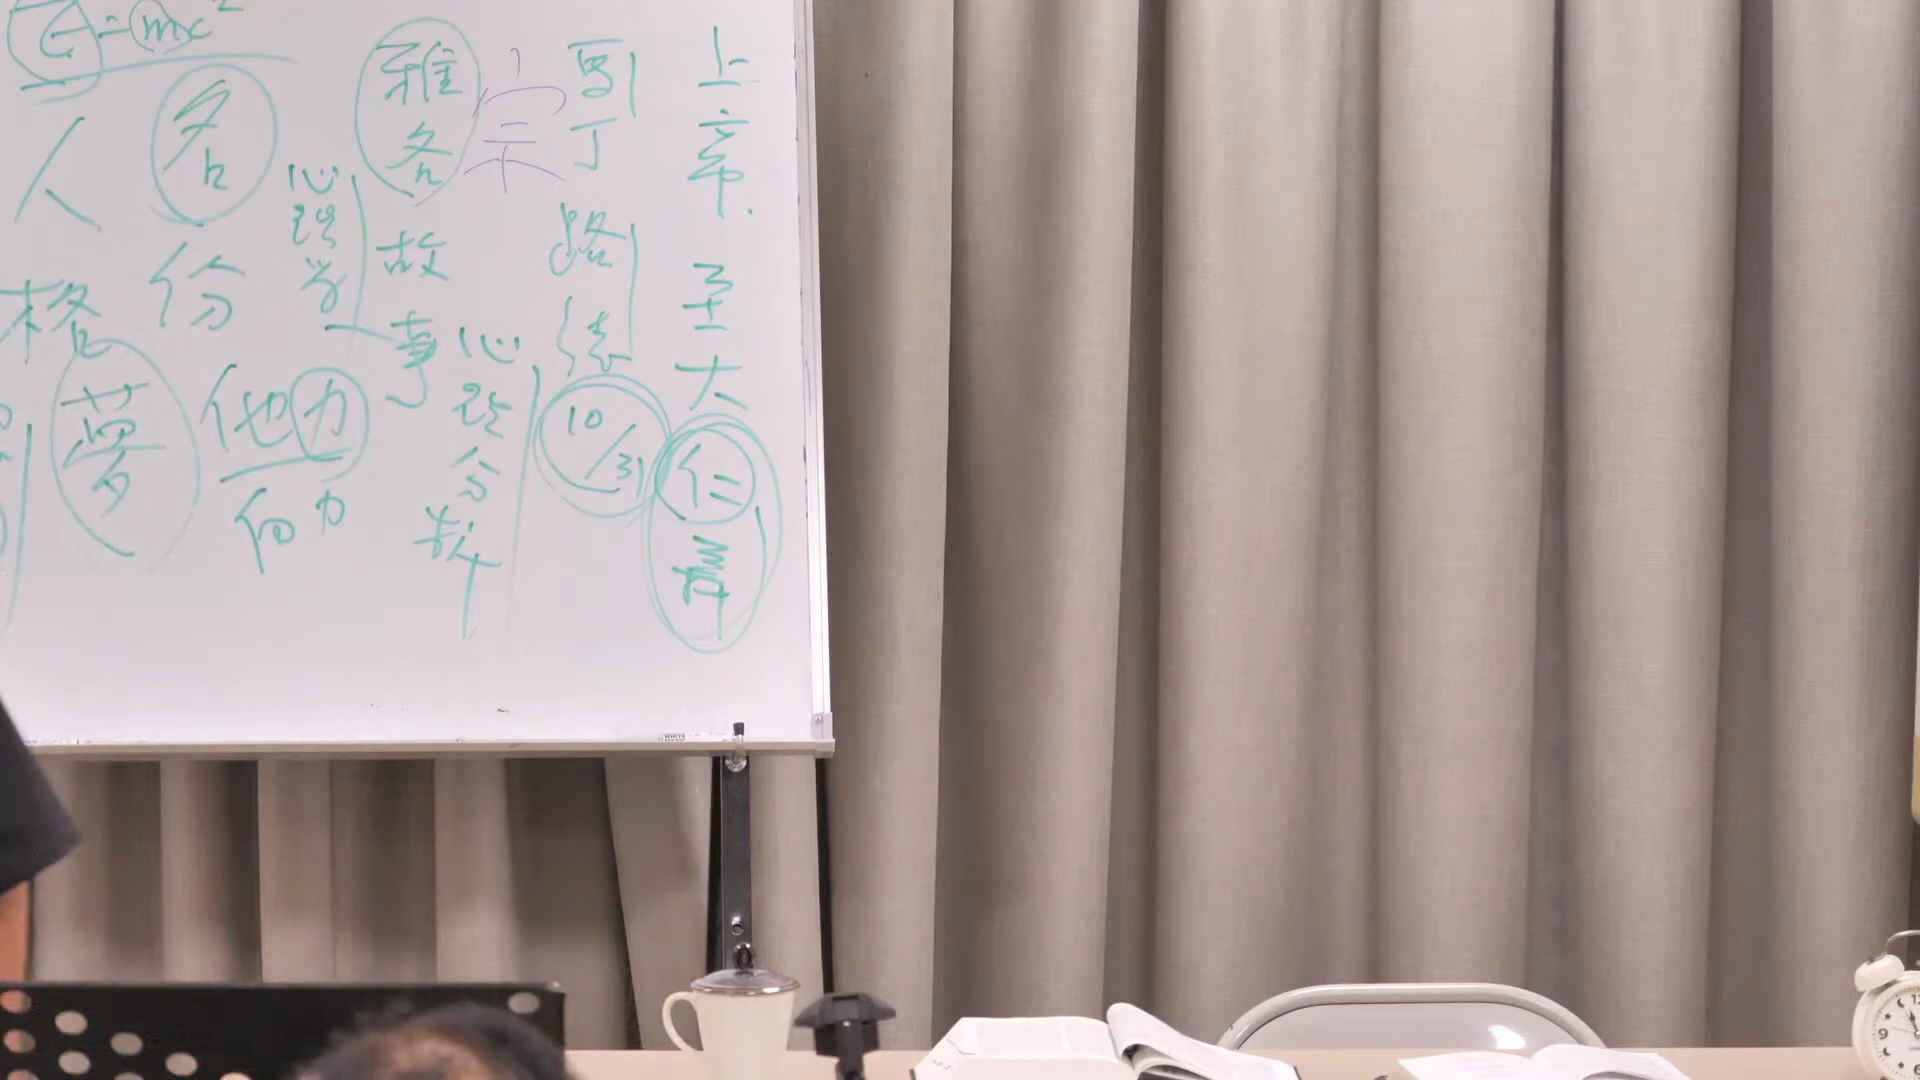 上帝.至大
仁
馬丁路德
10/31
宗
雅各故事
心理分析
心理学
名份
他力
向力
E=mc²
人格
夢